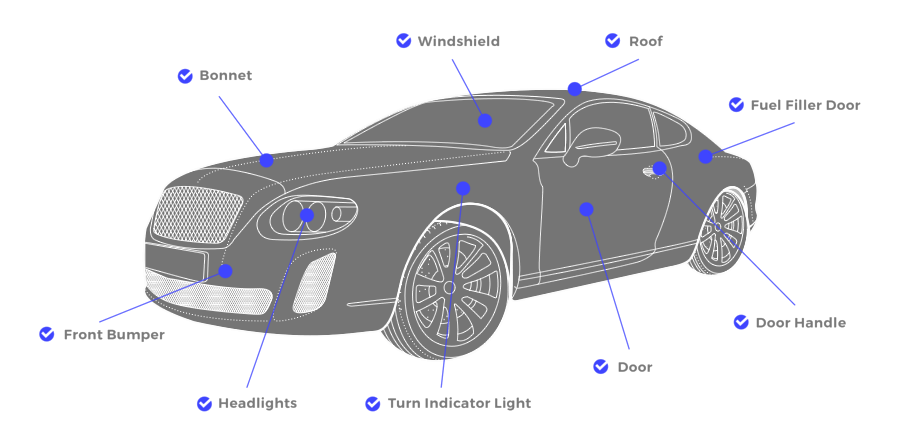 Windshield
Roof
Bonnet
Fuel Filler Door
Door Handle
Front Bumper
Door
Headlights
Turn Indicator Light